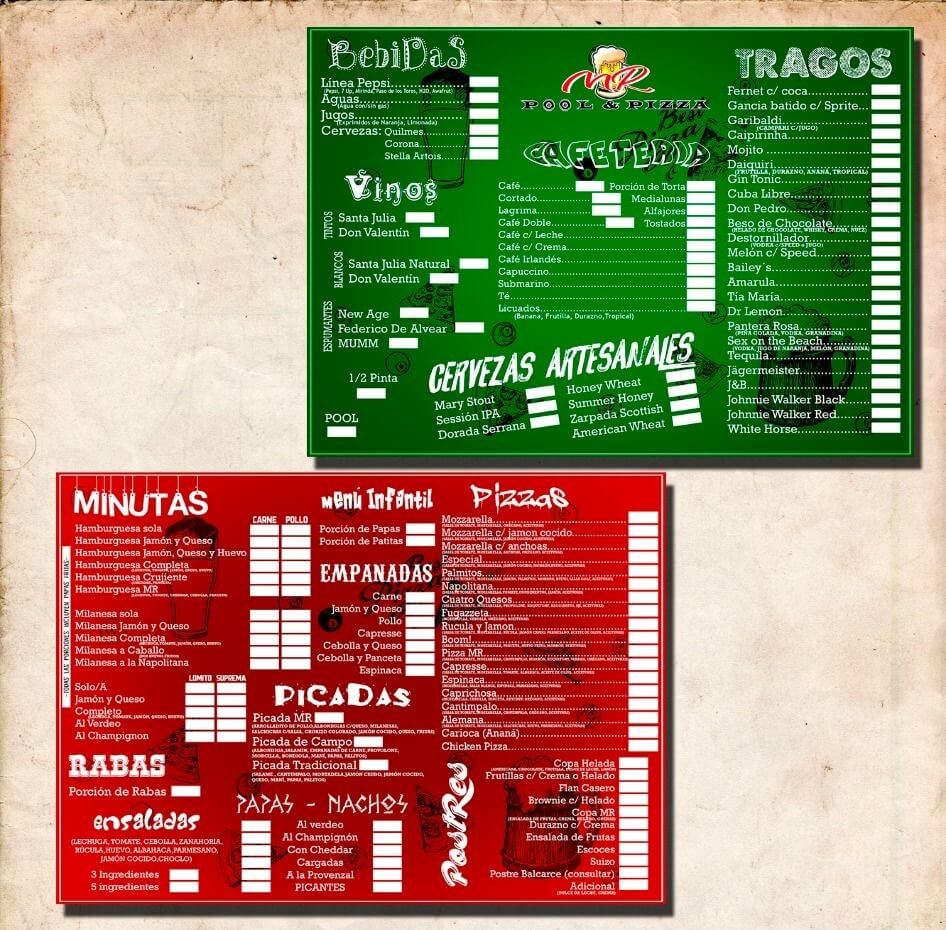 BebiDaS
Línea Pepsi
(Pepsi, 7 Up, Mirinda, Paso de los Toros, H2O, Awafrut)
Aguas
(Agua con/sin gas)
Jugos
(Exprimidos de Naranja, Limonada)
Cervezas: Quilmes
Corona
Stella Artois
Vinos
TINTOS
Santa Julia
Don Valentín
BLANCOS
Santa Julia Natural
Don Valentín
ESPUMANTES
New Age
Federico De Alvear
MUMM
1/2 Pinta
POOL
MR
POOL & PIZZA
CAFETERIA
Café
Cortado
Lagrima
Café Doble
Café c/ Leche
Café c/ Crema
Café Irlandés
Capuccino
Submarino
Té
Licuados
(Banana, Frutilla, Durazno, Tropical)
Porción de Torta
Medialunas
Alfajores
Tostados
CERVEZAS ARTESANALES
Mary Stout
Sessión IPA
Dorada Serrana
Honey Wheat
Summer Honey
Zarpada Scottish
American Wheat
TRAGOS
Fernet c/ coca
Gancia batido c/ Sprite
Garibaldi
(CAMPARI C/JUGO)
Caipirinha
Mojito
Daiquiri
(FRUTILLA, DURAZNO, ANANÁ, TROPICAL)
Gin Tonic
Cuba Libre
Don Pedro
Beso de Chocolate
(HELADO DE CHOCOLATE, WHISKY, CREMA, NUEZ)
Destornillador
(VODKA c/SPEED o JUGO)
Melón c/ Speed
Bailey´s
Amarula
Tía María
Dr Lemon
Pantera Rosa
(PIÑA COLADA, VODKA, GRANADINA)
Sex on the Beach
(VODKA, JUGO DE NARANJA, MELÓN, GRANADINA)
Tequila
Jägermeister
J&B
Johnnie Walker Black
Johnnie Walker Red
White Horse
MINUTAS
CARNE POLLO
Hamburguesa sola
Hamburguesa Jamón y Queso
Hamburguesa Jamón, Queso y Huevo
Hamburguesa Completa
Hamburguesa Crujiente
Hamburguesa MR
Milanesa sola
Milanesa Jamón y Queso
Milanesa Completa
Milanesa a Caballo
Milanesa a la Napolitana
-TODAS LAS PORCIONES INCLUYEN PAPAS FRITAS-
LOMITO SUPREMA
Solo/A
Jamón y Queso
Completo
(LECHUGA, TOMATE, JAMÓN, QUESO, HUEVO)
Al Verdeo
Al Champignon
RABAS
Porción de Rabas
ensaladas
(LECHUGA, TOMATE, CEBOLLA, ZANAHORIA,
RÚCULA,HUEVO, ALBAHACA,PARMESANO,
JAMÓN COCIDO,CHOCLO)
3 Ingredientes
5 ingredientes
Menú Infantil
Porción de Papas
Porción de Patitas
EMPANADAS
Carne
Jamón y Queso
Pollo
Capresse
Cebolla y Queso
Cebolla y Panceta
Espinaca
PICADAS
Picada MR
Picada de Campo
Picada Tradicional
PAPAS - NACHOS
Al verdeo
Al Champignón
Con Cheddar
Cargadas
A la Provenzal
PICANTES
Pizzas
Mozzarella
Mozzarella c/ jamon cocido
Mozzarella c/ anchoas
Especial
Palmitos
Napolitana
Cuatro Quesos
Fugazzeta
Rucula y Jamon
Boom!
Pizza MR
Capresse
Espinaca
Caprichosa
Cantimpalo
Alemana
Carioca (Ananá)
Chicken Pizza
PostRes
Copa Helada
Frutillas c/ Crema o Helado
Flan Casero
Brownie c/ Helado
Copa MR
Durazno c/ Crema
Ensalada de Frutas
Escoces
Suizo
Postre Balcarce (consultar)
Adicional
(DULCE DE LECHE, CREMA)